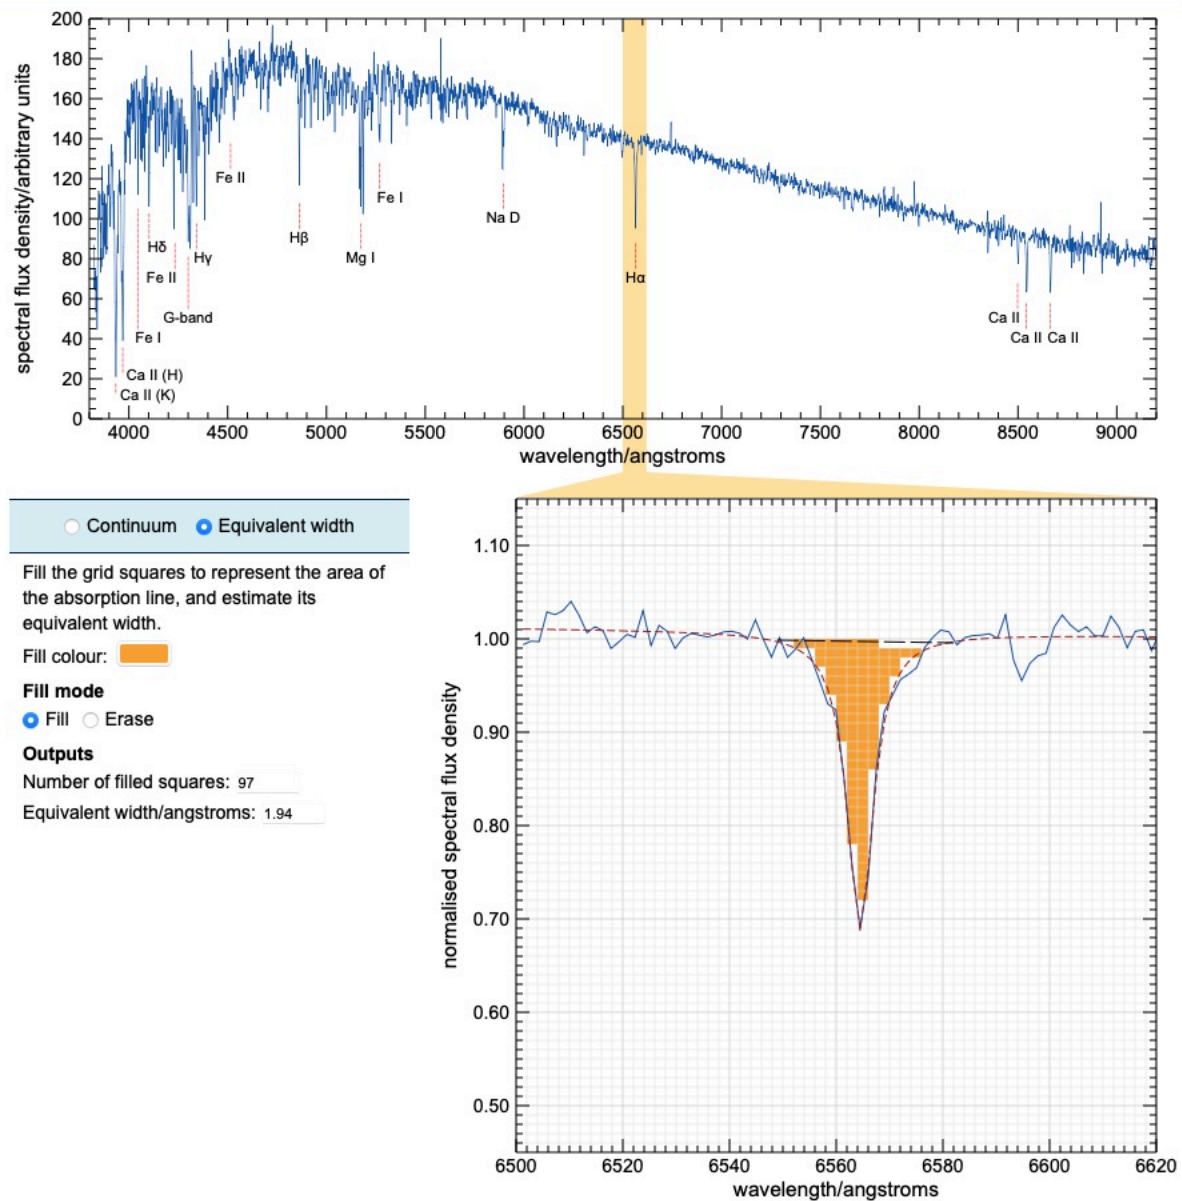 200
180
160
140
120
100
80
60
40
20
0
spectral flux density/arbitrary units
Fe II
Fe I
Hβ
Na D
Hδ
Fe II
Hγ
Mg I
Hα
G-band
Fe I
Ca II
Ca II
Ca II
Ca II (H)
Ca II (K)
4000 4500 5000 5500 6000 6500 7000 7500 8000 8500 9000
wavelength/angstroms
Continuum Equivalent width
Fill the grid squares to represent the area of
the absorption line, and estimate its
equivalent width.
Fill colour:
Fill mode
Fill Erase
Outputs
Number of filled squares: 97
Equivalent width/angstroms: 1.94
1.10
1.00
0.90
0.80
0.70
0.60
0.50
normalised spectral flux density
6500 6520 6540 6560 6580 6600 6620
wavelength/angstroms